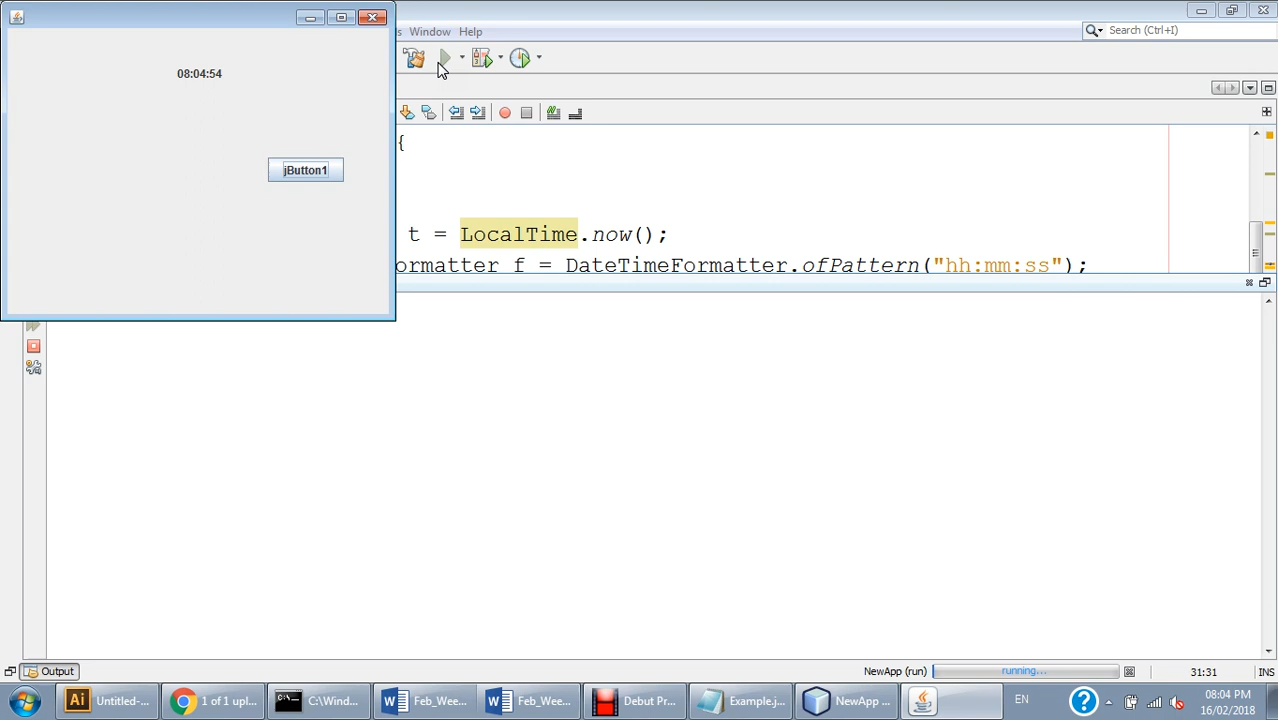 Window Help
Search (Ctrl+I)
08:04:54
{
jButton1
t = LocalTime.now();
ormatter f = DateTimeFormatter.ofPattern("hh:mm:ss");
Output
NewApp (run)
running...
31:31
INS
Ai
Untitled-...
1 of 1 upl...
C:\Wind...
Feb_Wee...
Feb_Wee...
Debut Pr...
Example.j...
NewApp ...
EN
08:04 PM
16/02/2018